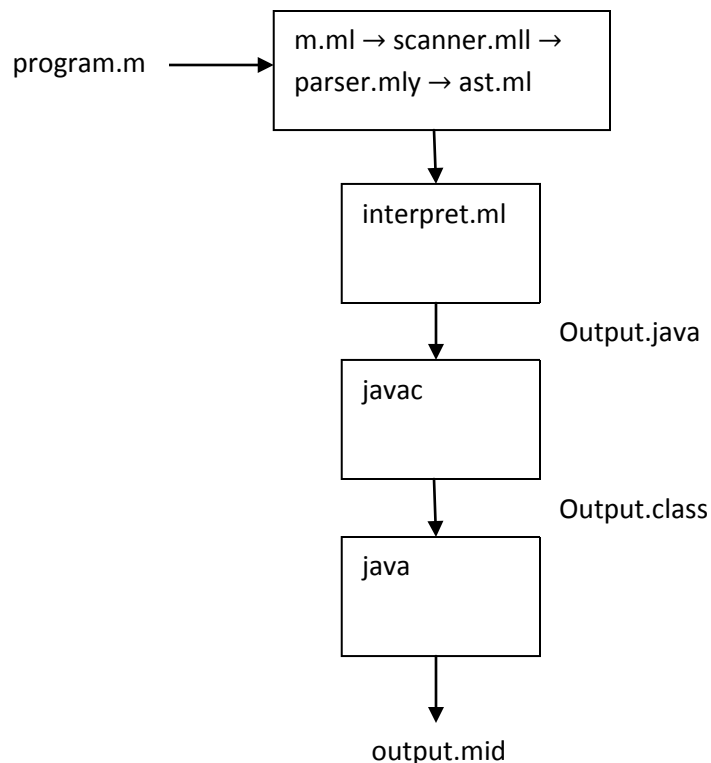 program.m
m.ml → scanner.mll →
parser.mly → ast.ml
interpret.ml
Output.java
javac
Output.class
java
output.mid